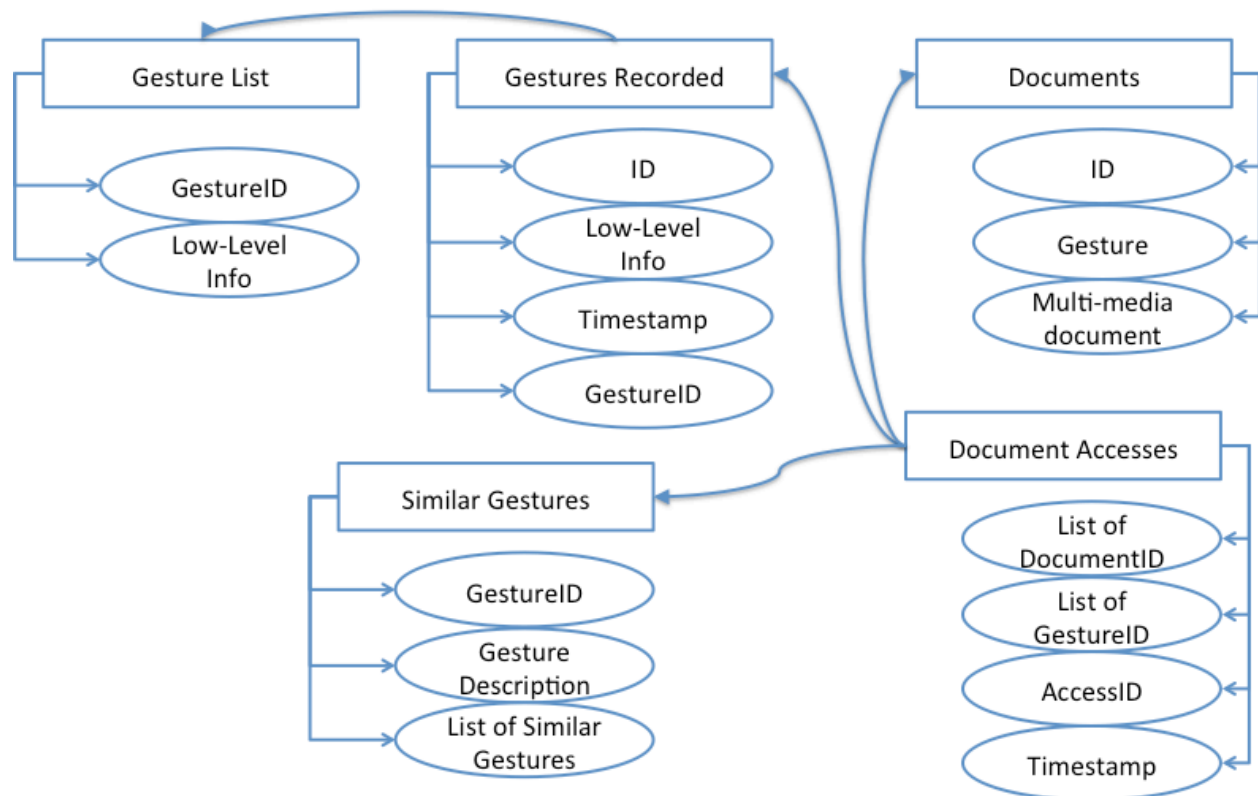 Gesture List
GestureID
Low-Level
Info
Gestures Recorded
ID
Low-Level
Info
Timestamp
GestureID
Documents
ID
Gesture
Multi-media
document
Similar Gestures
GestureID
Gesture
Description
List of Similar
Gestures
Document Accesses
List of
DocumentID
List of
GestureID
AccessID
Timestamp